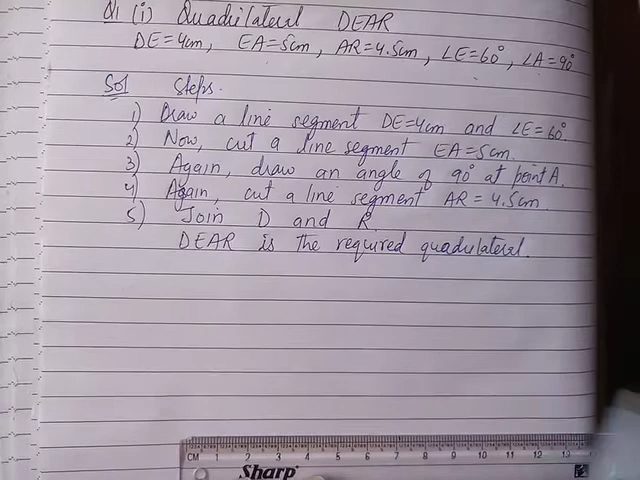 Q1 (i) Quadrilateral DEAR
DE = 4cm, EA = 5cm, AR = 4.5cm, ∠E = 60°, ∠A = 90°
Sol Steps.
1) Draw a line segment DE = 4cm and ∠E = 60°.
2) Now, cut a line segment EA = 5cm.
3) Again, draw an angle of 90° at point A.
4) Again, cut a line segment AR = 4.5cm
5) Join D and R.
DEAR is the required quadrilateral.
CM 1 2 3 4 5 6 7 8 9 10 11 12 13
Sharp